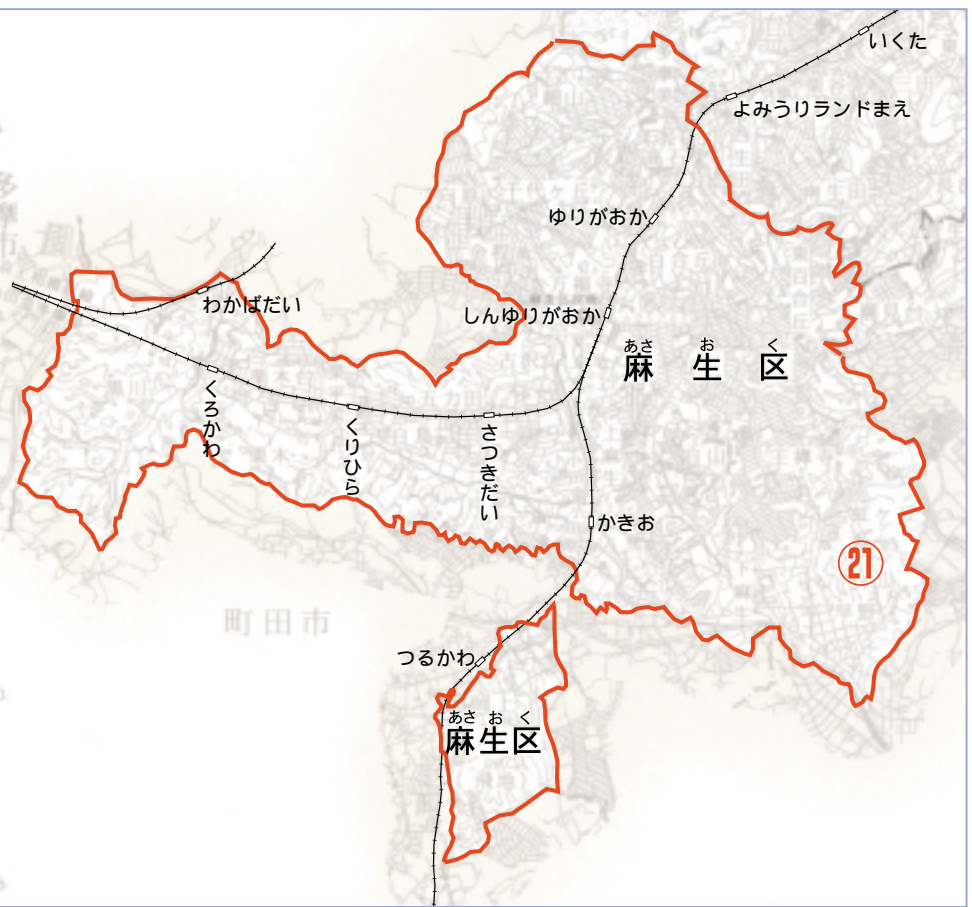 いくた
よみうりランドまえ
ゆりがおか
わかばだい
しんゆりがおか
あさ お く
麻 生 区
くろかわ
くりひら
さつきだい
かきお
21
町田市
つるかわ
あさ お く
麻生区